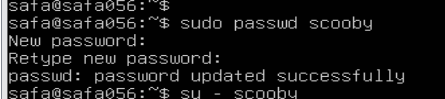 safa@safa056:~$
safa@safa056:~$ sudo passwd scooby
New password:
Retype new password:
passwd: password updated successfully
safa@safa056:~$ su - scooby